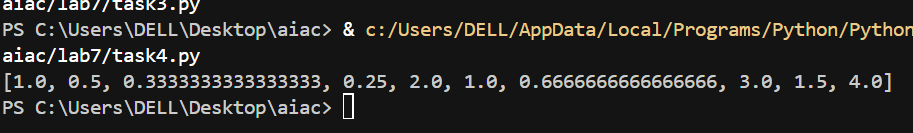 aiac/lab7/task3.py
PS C:\Users\DELL\Desktop\aiac> & c:/Users/DELL/AppData/Local/Programs/Python/Python
aiac/lab7/task4.py
[1.0, 0.5, 0.3333333333333333, 0.25, 2.0, 1.0, 0.6666666666666666, 3.0, 1.5, 4.0]
PS C:\Users\DELL\Desktop\aiac>